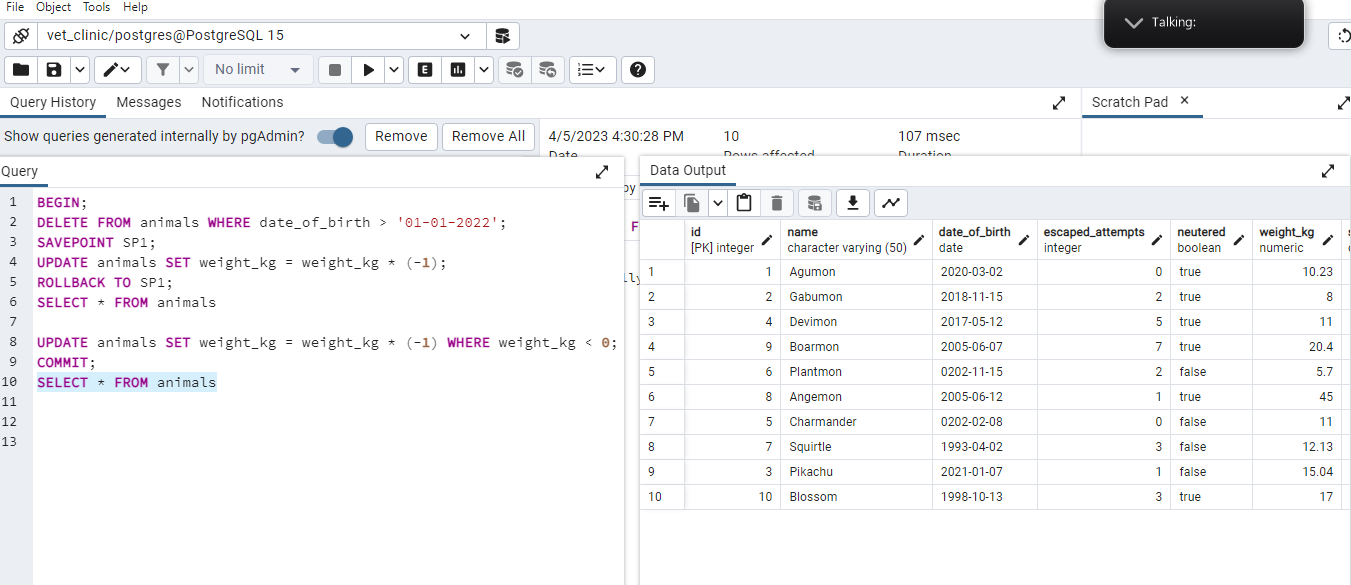 File Object Tools Help
Talking:
vet_clinic/postgres@PostgreSQL 15
No limit
E
Query History Messages Notifications
Scratch Pad
Show queries generated internally by pgAdmin? Remove Remove All
4/5/2023 4:30:28 PM 10 107 msec
Date Rows affected Duration
Query
Data Output
by
F
lly
1 BEGIN;
2 DELETE FROM animals WHERE date_of_birth > '01-01-2022';
3 SAVEPOINT SP1;
4 UPDATE animals SET weight_kg = weight_kg * (-1);
5 ROLLBACK TO SP1;
6 SELECT * FROM animals
7
8 UPDATE animals SET weight_kg = weight_kg * (-1) WHERE weight_kg < 0;
9 COMMIT;
10 SELECT * FROM animals
11
12
13
id name date_of_birth escaped_attempts neutered weight_kg
[PK] integer character varying (50) date integer boolean numeric
1 1 Agumon 2020-03-02 0 true 10.23
2 2 Gabumon 2018-11-15 2 true 8
3 4 Devimon 2017-05-12 5 true 11
4 9 Boarmon 2005-06-07 7 true 20.4
5 6 Plantmon 0202-11-15 2 false 5.7
6 8 Angemon 2005-06-12 1 true 45
7 5 Charmander 0202-02-08 0 false 11
8 7 Squirtle 1993-04-02 3 false 12.13
9 3 Pikachu 2021-01-07 1 false 15.04
10 10 Blossom 1998-10-13 3 true 17